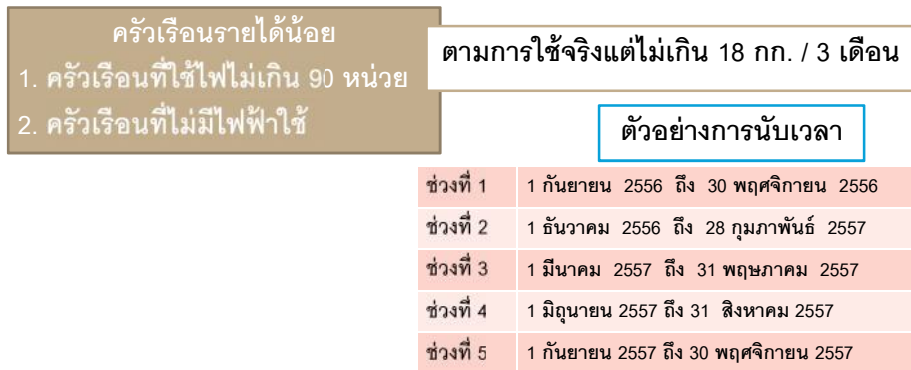 ครัวเรือนรายได้น้อย
1. ครัวเรือนที่ใช้ไฟไม่เกิน 90 หน่วย
2. ครัวเรือนที่ไม่มีไฟฟ้าใช้
ตามการใช้จริงแต่ไม่เกิน 18 กก. / 3 เดือน
ตัวอย่างการนับเวลา
ช่วงที่ 1 1 กันยายน 2556 ถึง 30 พฤศจิกายน 2556
ช่วงที่ 2 1 ธันวาคม 2556 ถึง 28 กุมภาพันธ์ 2557
ช่วงที่ 3 1 มีนาคม 2557 ถึง 31 พฤษภาคม 2557
ช่วงที่ 4 1 มิถุนายน 2557 ถึง 31 สิงหาคม 2557
ช่วงที่ 5 1 กันยายน 2557 ถึง 30 พฤศจิกายน 2557